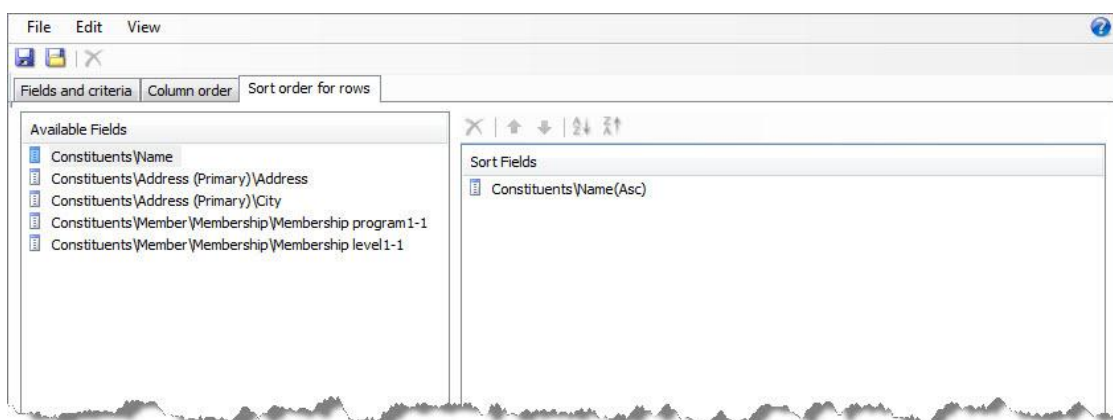 File Edit View
Fields and criteria Column order Sort order for rows
Available Fields
Constituents\Name
Constituents\Address (Primary)\Address
Constituents\Address (Primary)\City
Constituents\Member\Membership\Membership program1-1
Constituents\Member\Membership\Membership level1-1
Sort Fields
Constituents\Name(Asc)